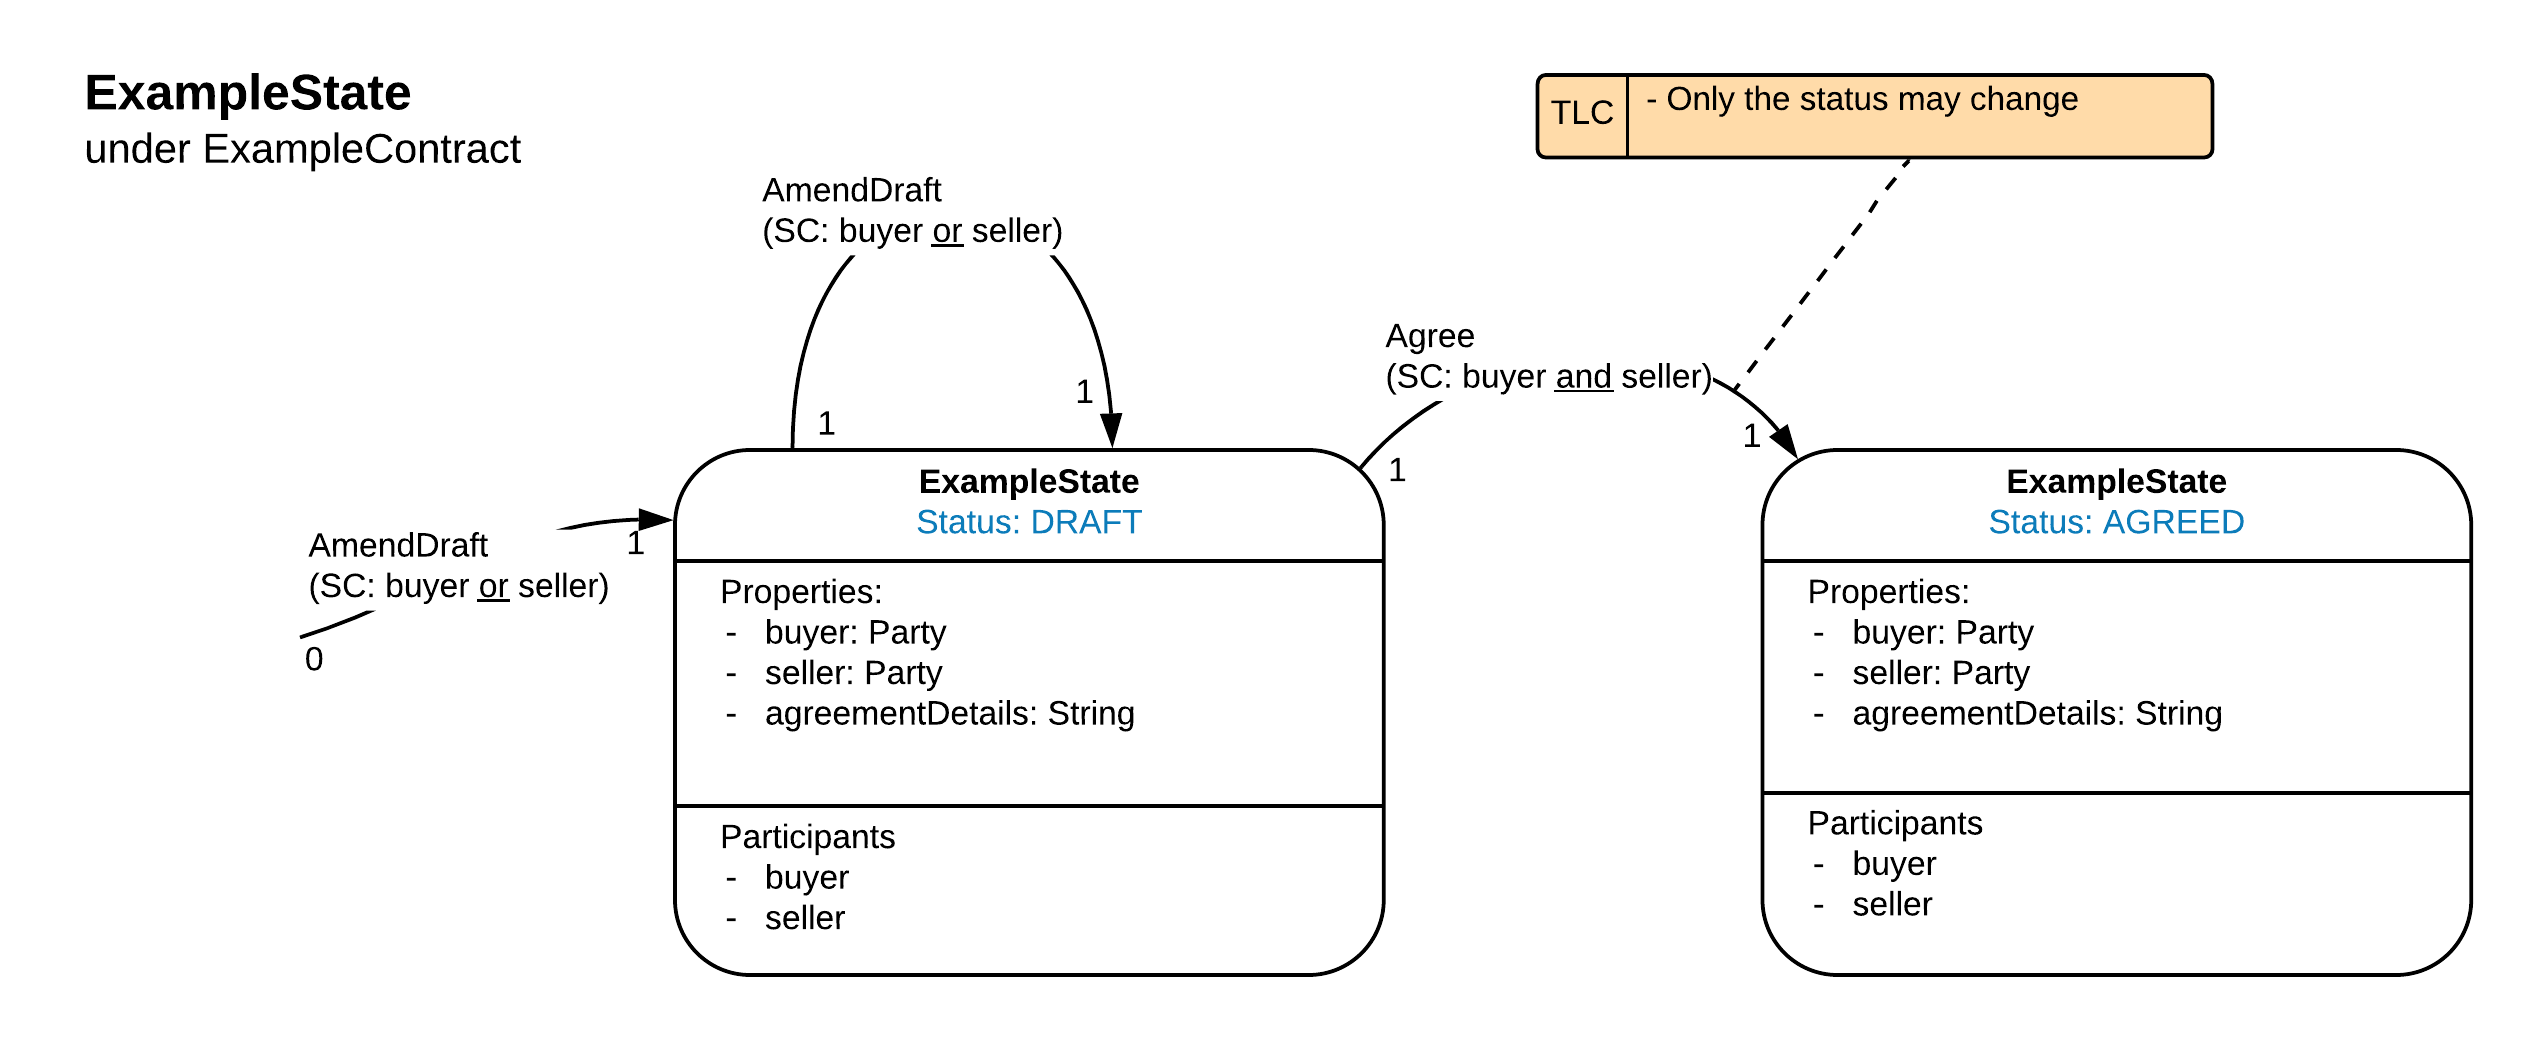 ExampleState
under ExampleContract
TLC
- Only the status may change
AmendDraft
(SC: buyer or seller)
1
1
Agree
(SC: buyer and seller)
1
1
AmendDraft
(SC: buyer or seller)
0
1
ExampleState
Status: DRAFT
Properties:
- buyer: Party
- seller: Party
- agreementDetails: String
Participants
- buyer
- seller
ExampleState
Status: AGREED
Properties:
- buyer: Party
- seller: Party
- agreementDetails: String
Participants
- buyer
- seller